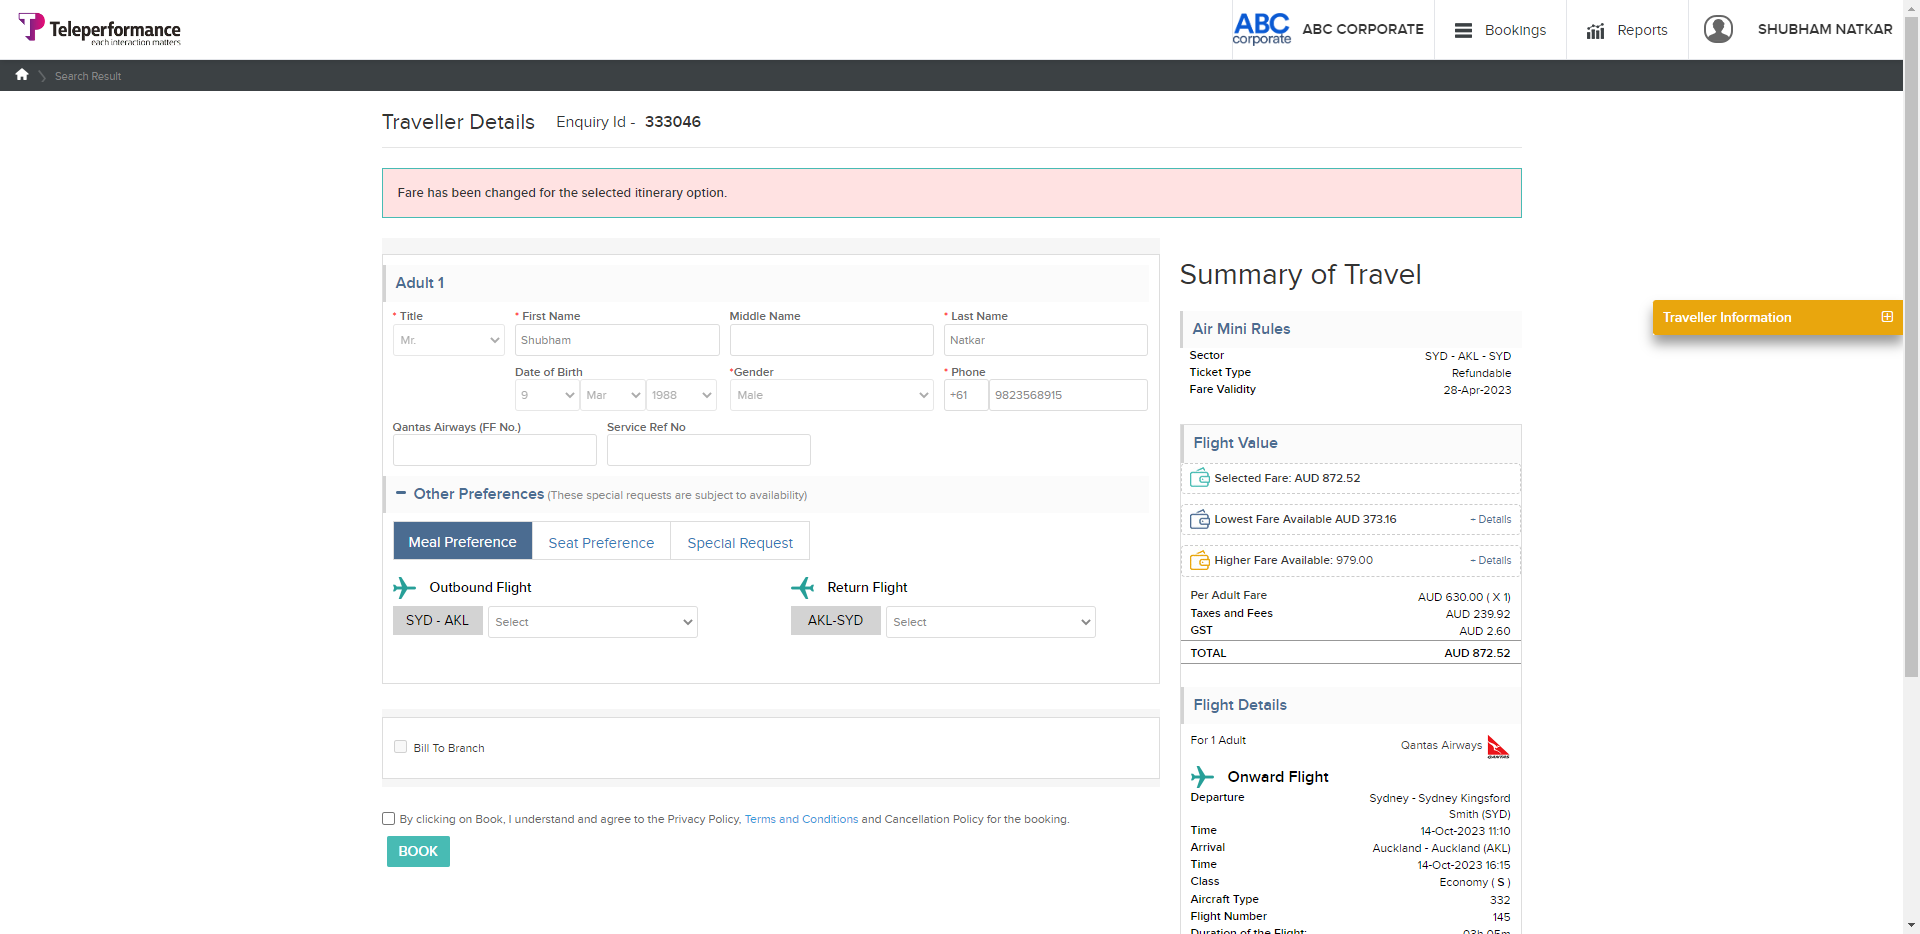 Teleperformance
each interaction matters
ABC
corporate
ABC CORPORATE
Bookings
Reports
SHUBHAM NATKAR
Search Result
Traveller Details Enquiry Id - 333046
Fare has been changed for the selected itinerary option.
Adult 1
* Title * First Name Middle Name * Last Name
Mr. Shubham Natkar
Date of Birth *Gender * Phone
9 Mar 1988 Male +61 9823568915
Qantas Airways (FF No.) Service Ref No
Other Preferences (These special requests are subject to availability)
Meal Preference Seat Preference Special Request
Outbound Flight Return Flight
SYD - AKL Select AKL-SYD Select
Bill To Branch
By clicking on Book, I understand and agree to the Privacy Policy, Terms and Conditions and Cancellation Policy for the booking.
BOOK
Summary of Travel
Air Mini Rules
Sector SYD - AKL - SYD
Ticket Type Refundable
Fare Validity 28-Apr-2023
Flight Value
Selected Fare: AUD 872.52
Lowest Fare Available AUD 373.16 + Details
Higher Fare Available: 979.00 + Details
Per Adult Fare AUD 630.00 ( X 1)
Taxes and Fees AUD 239.92
GST AUD 2.60
TOTAL AUD 872.52
Flight Details
For 1 Adult Qantas Airways
QANTAS
Onward Flight
Departure Sydney - Sydney Kingsford
Smith (SYD)
Time 14-Oct-2023 11:10
Arrival Auckland - Auckland (AKL)
Time 14-Oct-2023 16:15
Class Economy ( S )
Aircraft Type 332
Flight Number 145
Duration of the Flight: 03h 05m
Traveller Information